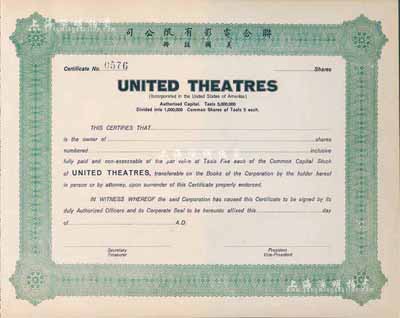 司公限有影電合聯
冊註國美
Certificate No. 0576 Shares
UNITED THEATRES
(Incorporated in the United States of America)
Authorised Capital. Taels 5,000,000
Divided into 1,000,000 Common Shares of Taels 5 each.
THIS CERTIFIES THAT
is the owner of shares
numbered inclusive
fully paid and non-assessable of the par value of Taels Five each of the Common Capital Stock
of UNITED THEATRES, transferable on the Books of the Corporation by the holder hereof
in person or by attorney, upon surrender of this Certificate properly endorsed.
IN WITNESS WHEREOF the said Corporation has caused this Certificate to be signed by its
duly Authorized Officers and its Corporate Seal to be hereunto affixed this day
of A.D.
Secretary President
Treasurer Vice-President